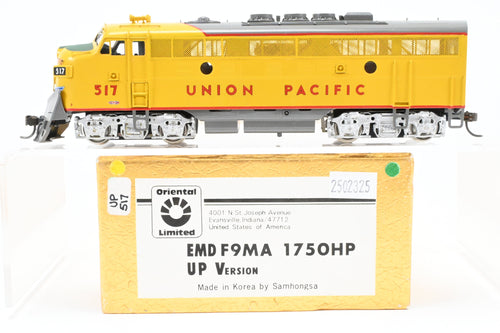 517
517
UNION PACIFIC
UP
517
Oriental
Limited
4001 N. St. Joseph Avenue
Evansville, Indiana 47712
United States of America
2502325
EMD F9MA 1750HP
UP VERSION
Made in Korea by Samhongsa